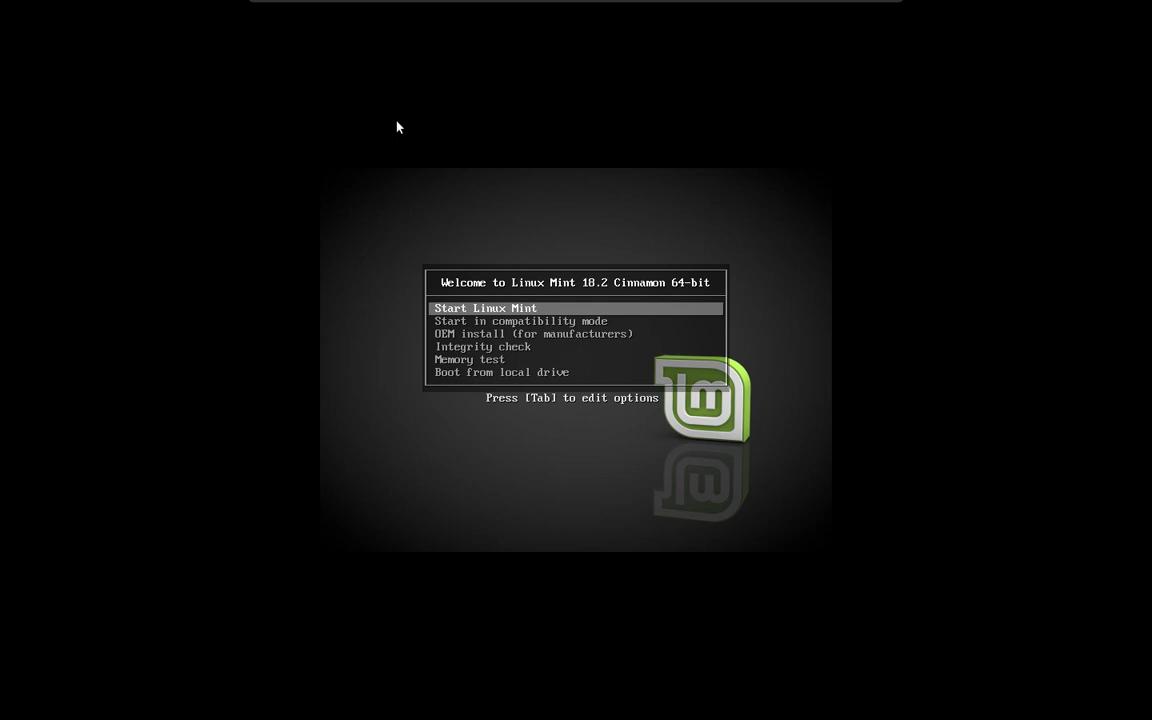 Welcome to Linux Mint 18.2 Cinnamon 64-bit
Start Linux Mint
Start in compatibility mode
OEM install (for manufacturers)
Integrity check
Memory test
Boot from local drive
Press [Tab] to edit options